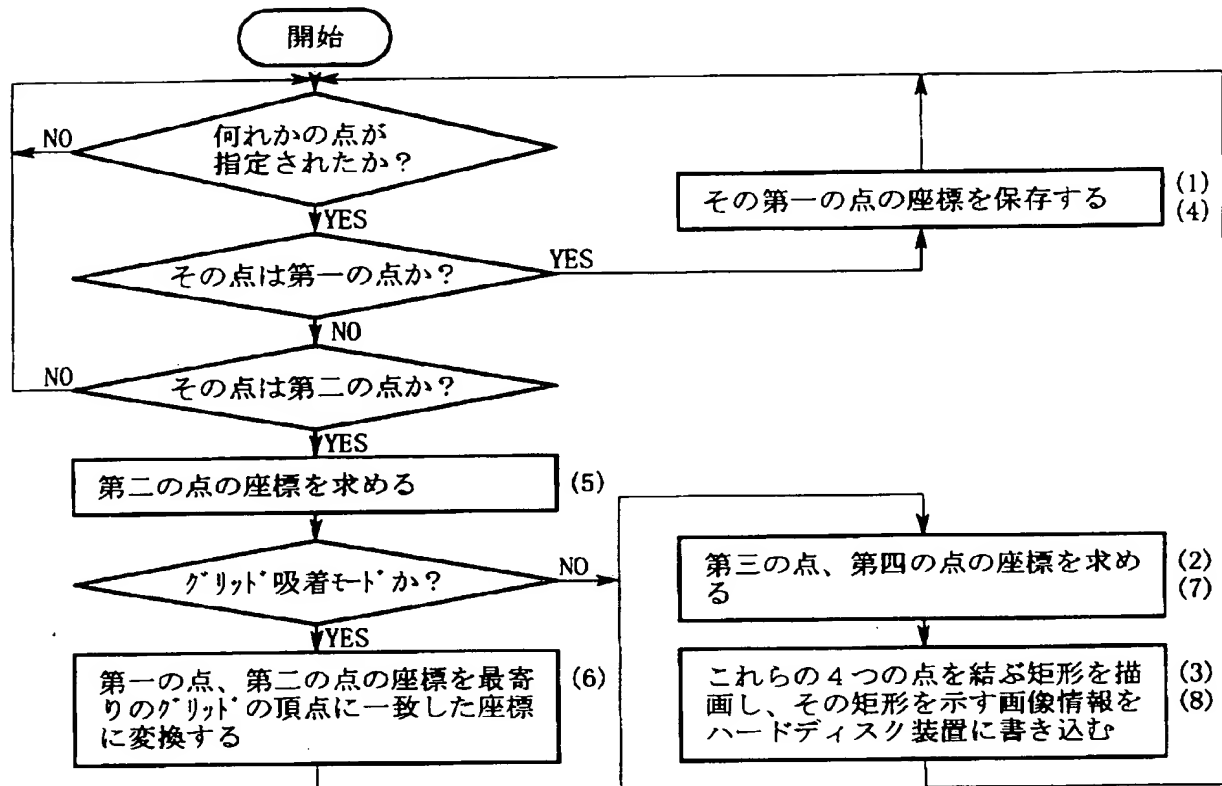 開始
何れかの点が
指定されたか?
NO
YES
その第一の点の座標を保存する
(1)
(4)
その点は第一の点か?
YES
NO
その点は第二の点か?
NO
YES
第二の点の座標を求める
(5)
グリッド吸着モードか?
NO
YES
第三の点、第四の点の座標を求め
る
(2)
(7)
第一の点、第二の点の座標を最寄
りのグリッドの頂点に一致した座標
に変換する
(6)
これらの4つの点を結ぶ矩形を描
画し、その矩形を示す画像情報を
ハードディスク装置に書き込む
(3)
(8)